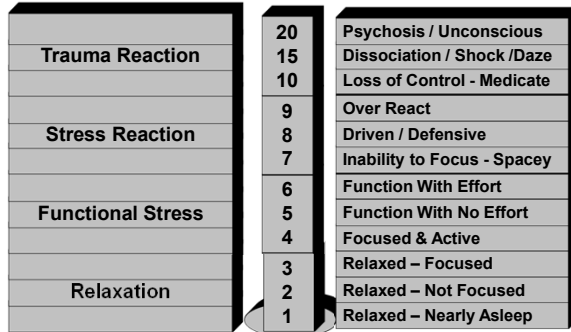 20 Psychosis / Unconscious
Trauma Reaction 15 Dissociation / Shock /Daze
10 Loss of Control - Medicate
9 Over React
Stress Reaction 8 Driven / Defensive
7 Inability to Focus - Spacey
6 Function With Effort
Functional Stress 5 Function With No Effort
4 Focused & Active
3 Relaxed – Focused
Relaxation 2 Relaxed – Not Focused
1 Relaxed – Nearly Asleep